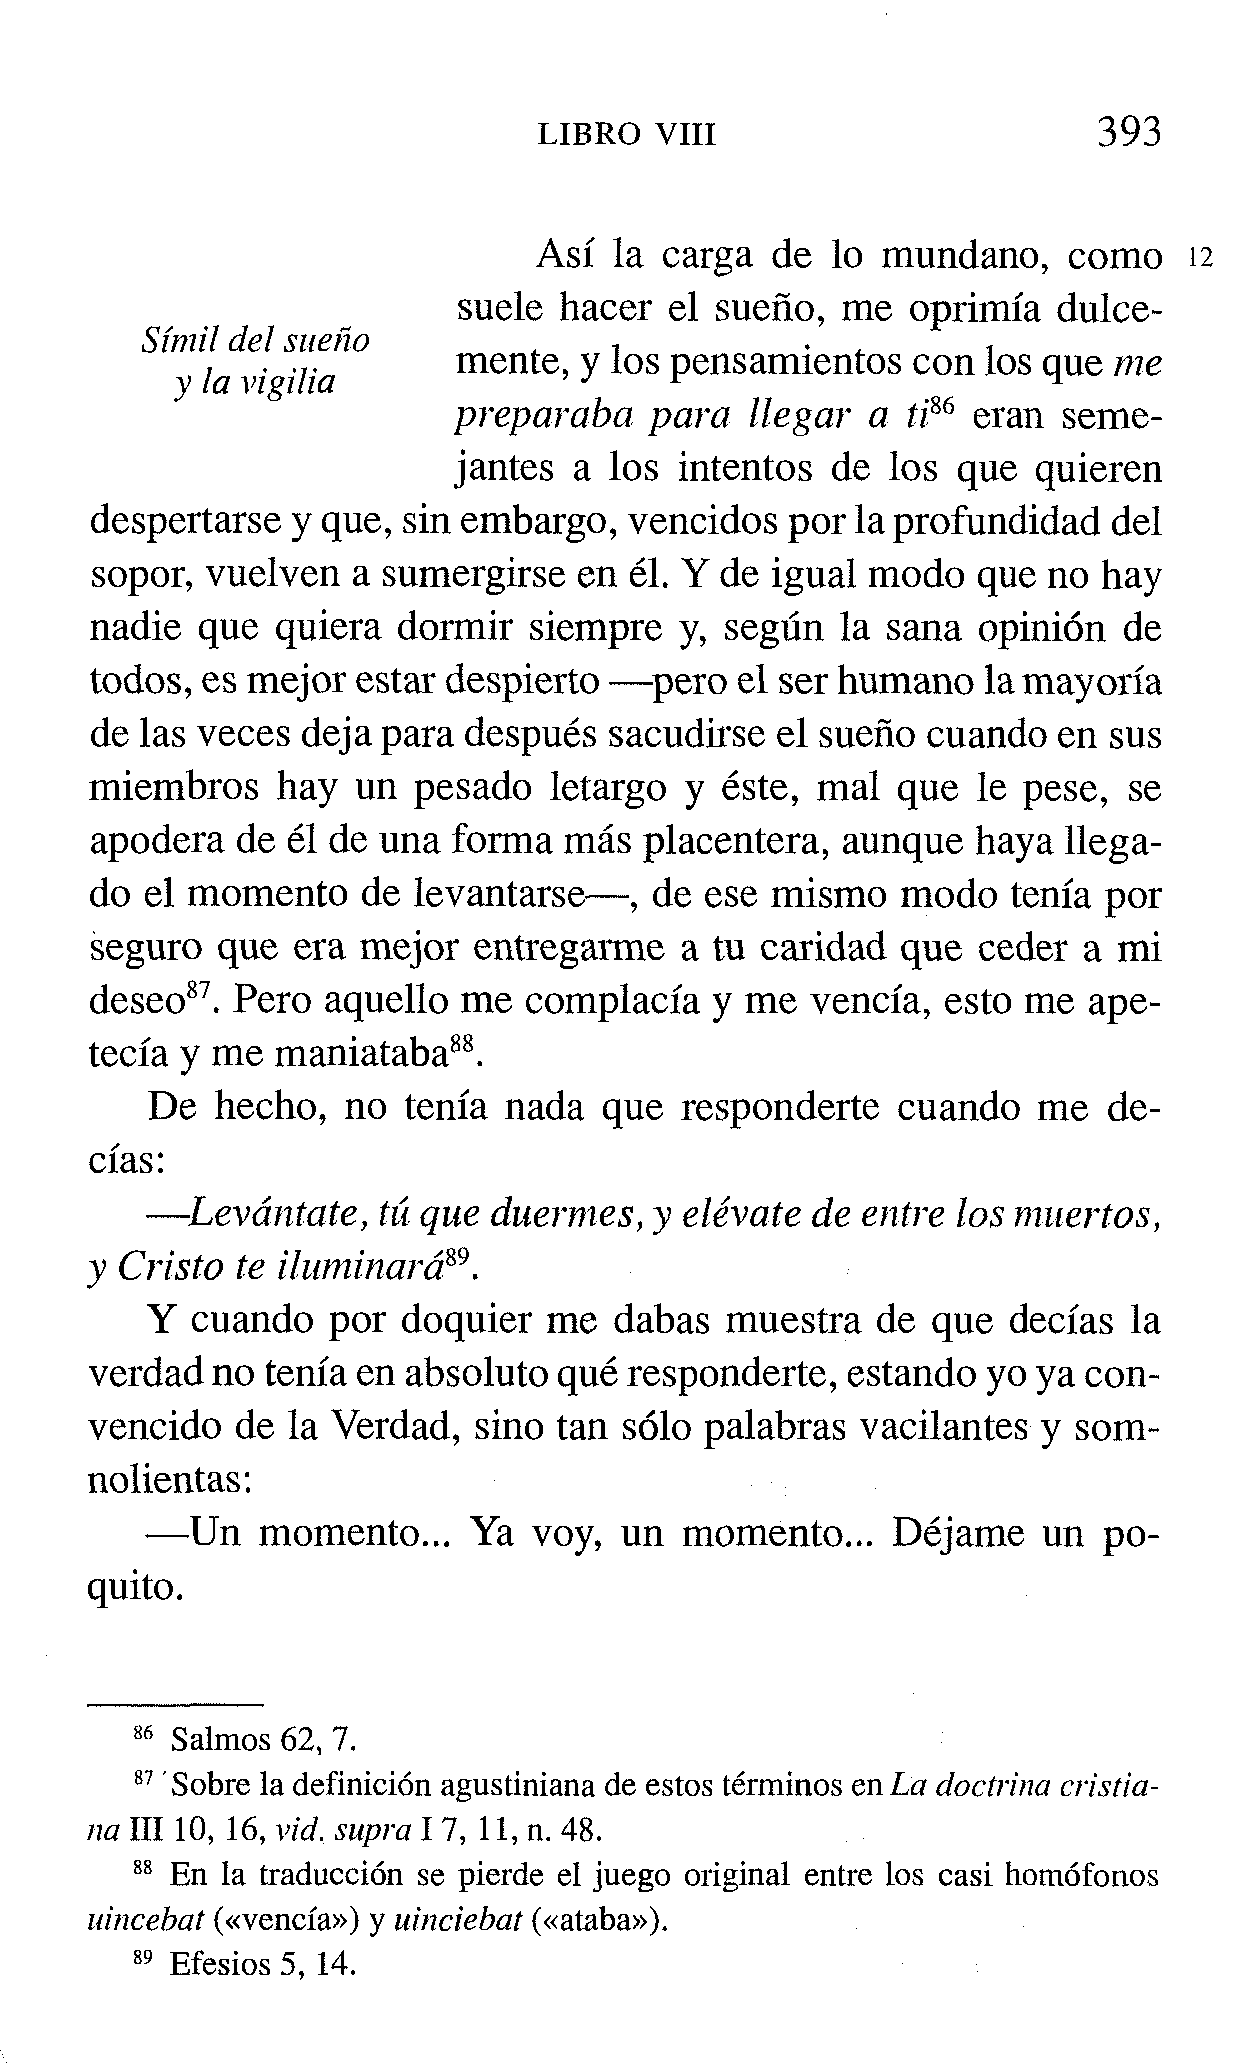 LIBRO VIII 393
Así la carga de lo mundano, como 12
suele hacer el sueño, me oprimía dulce-
Símil del sueño
y la vigilia
mente, y los pensamientos con los que me
preparaba para llegar a ti⁸⁶ eran seme-
jantes a los intentos de los que quieren
despertarse y que, sin embargo, vencidos por la profundidad del
sopor, vuelven a sumergirse en él. Y de igual modo que no hay
nadie que quiera dormir siempre y, según la sana opinión de
todos, es mejor estar despierto —pero el ser humano la mayoría
de las veces deja para después sacudirse el sueño cuando en sus
miembros hay un pesado letargo y éste, mal que le pese, se
apodera de él de una forma más placentera, aunque haya llega-
do el momento de levantarse—, de ese mismo modo tenía por
seguro que era mejor entregarme a tu caridad que ceder a mi
deseo⁸⁷. Pero aquello me complacía y me vencía, esto me ape-
tecía y me maniataba⁸⁸.
De hecho, no tenía nada que responderte cuando me de-
cías:
—Levántate, tú que duermes, y elévate de entre los muertos,
y Cristo te iluminará⁸⁹.
Y cuando por doquier me dabas muestra de que decías la
verdad no tenía en absoluto qué responderte, estando yo ya con-
vencido de la Verdad, sino tan sólo palabras vacilantes y som-
nolientas:
—Un momento... Ya voy, un momento... Déjame un po-
quito.
⁸⁶ Salmos 62, 7.
⁸⁷ Sobre la definición agustiniana de estos términos en La doctrina cristia-
na III 10, 16, vid. supra I 7, 11, n. 48.
⁸⁸ En la traducción se pierde el juego original entre los casi homófonos
uincebat («vencía») y uinciebat («ataba»).
⁸⁹ Efesios 5, 14.